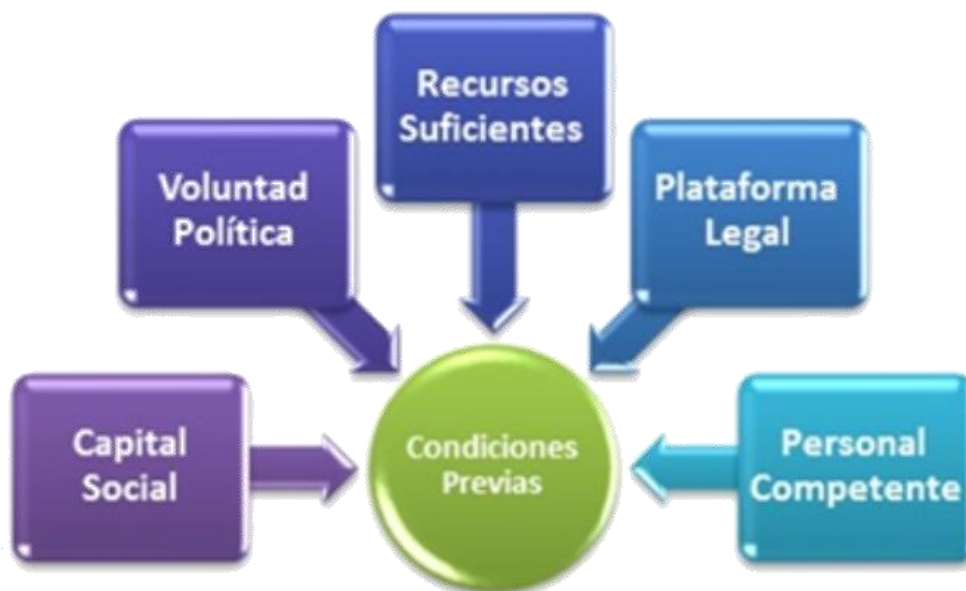 Recursos
Suficientes
Voluntad
Política
Plataforma
Legal
Capital
Social
Condiciones
Previas
Personal
Competente